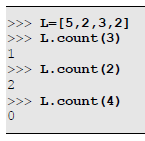 >>> L=[5,2,3,2]
>>> L.count(3)
1
>>> L.count(2)
2
>>> L.count(4)
0